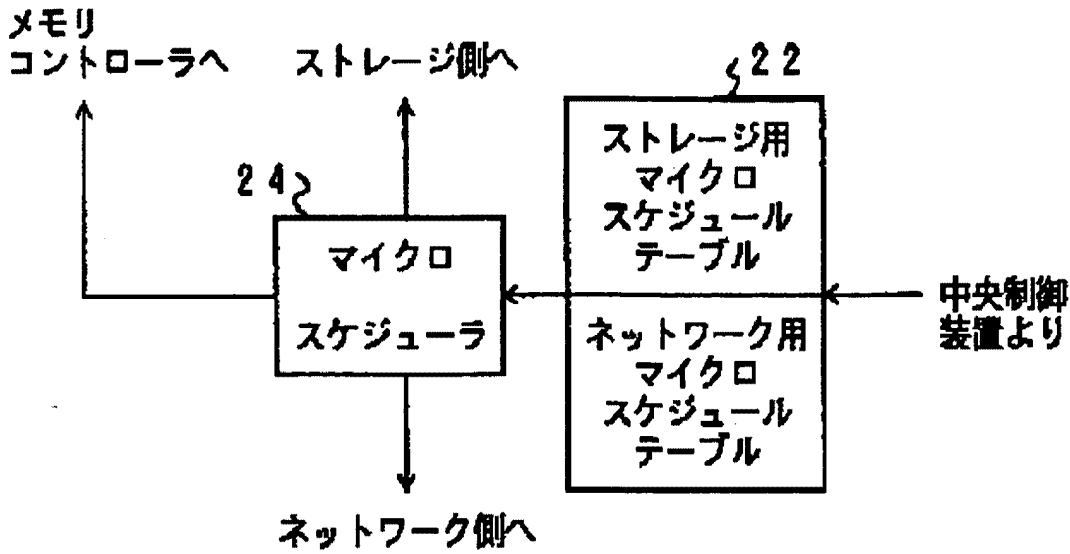 メモリ
コントローラへ
ストレージ側へ
22
ストレージ用
マイクロ
スケジュール
テーブル
24
マイクロ
スケジューラ
中央制御
装置より
ネットワーク用
マイクロ
スケジュール
テーブル
ネットワーク側へ